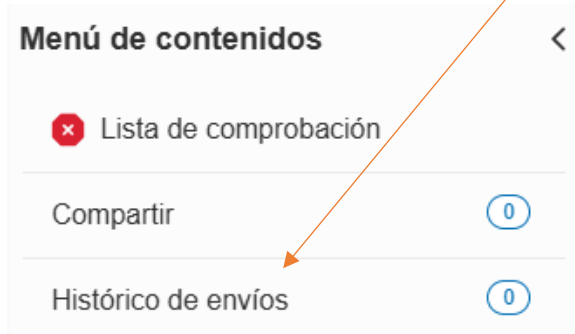 Menú de contenidos
Lista de comprobación
Compartir 0
Histórico de envíos 0